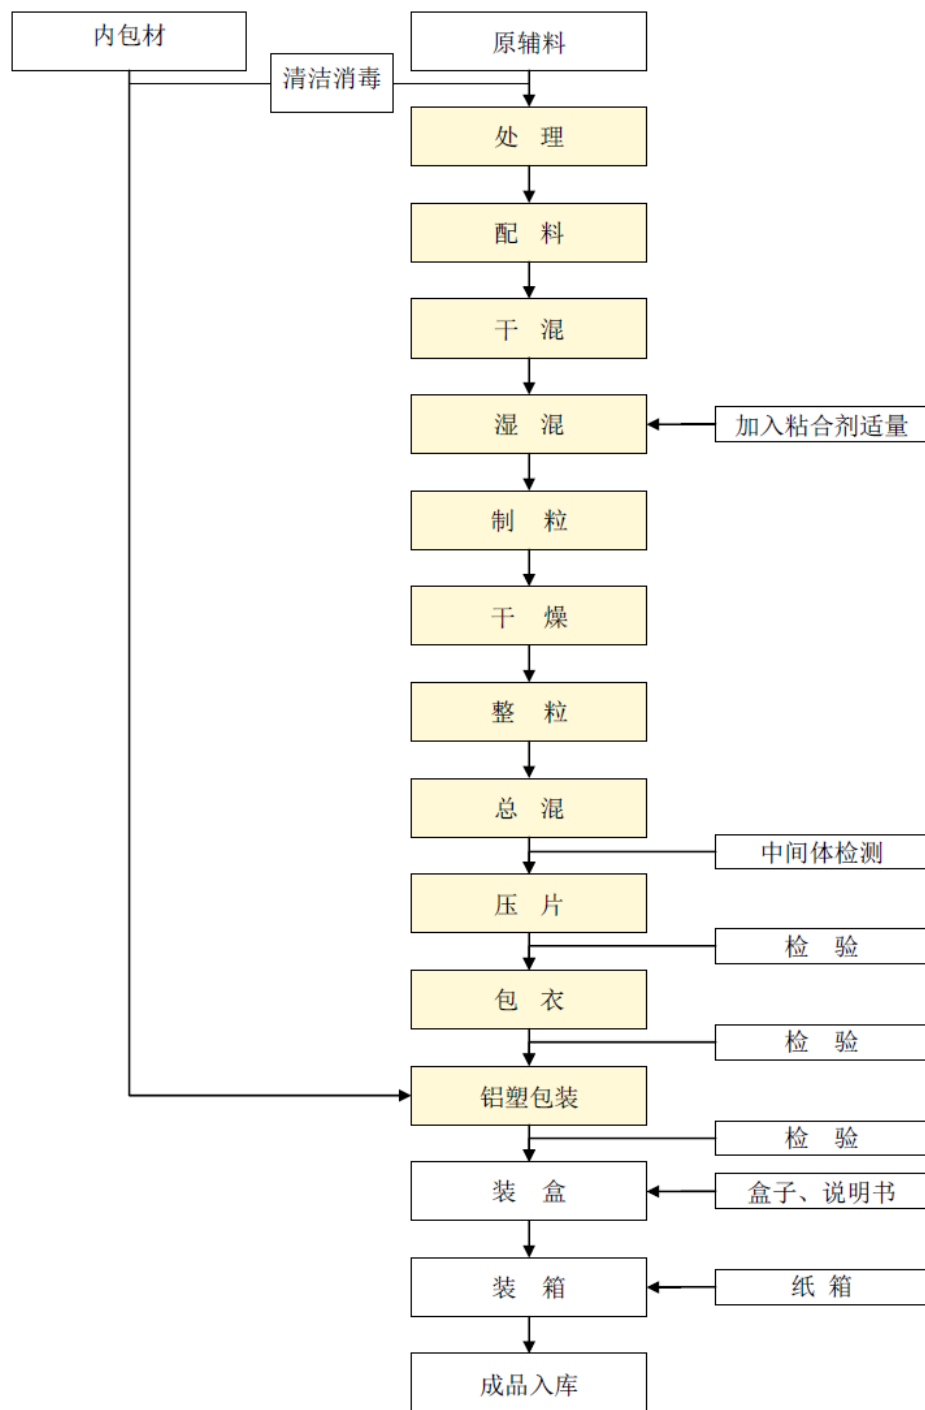 内包材
原辅料
清洁消毒
处 理
配 料
干 混
湿 混
加入粘合剂适量
制 粒
干 燥
整 粒
总 混
中间体检测
压 片
检 验
包 衣
检 验
铝塑包装
检 验
装 盒
盒子、说明书
装 箱
纸 箱
成品入库